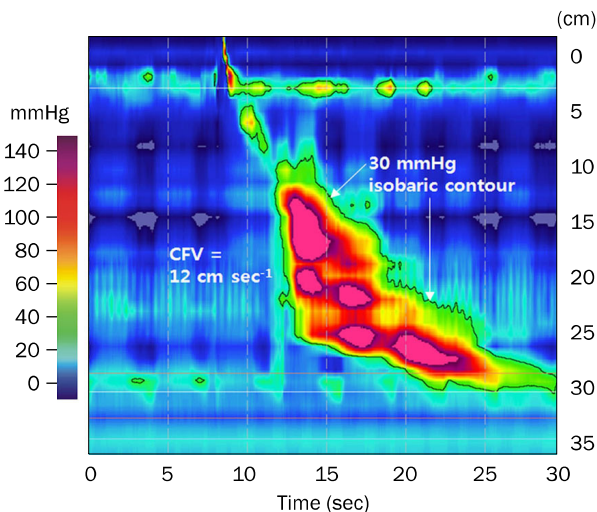 (cm)
0
5
10
15
20
25
30
35
mmHg
140
120
100
80
60
40
20
0
30 mmHg
isobaric contour
CFV =
12 cm sec⁻¹
0 5 10 15 20 25 30
Time (sec)